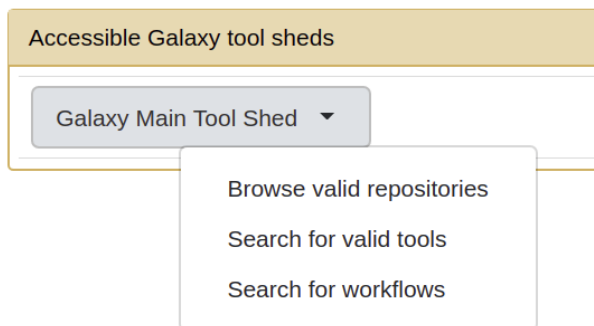 Accessible Galaxy tool sheds
Galaxy Main Tool Shed
Browse valid repositories
Search for valid tools
Search for workflows